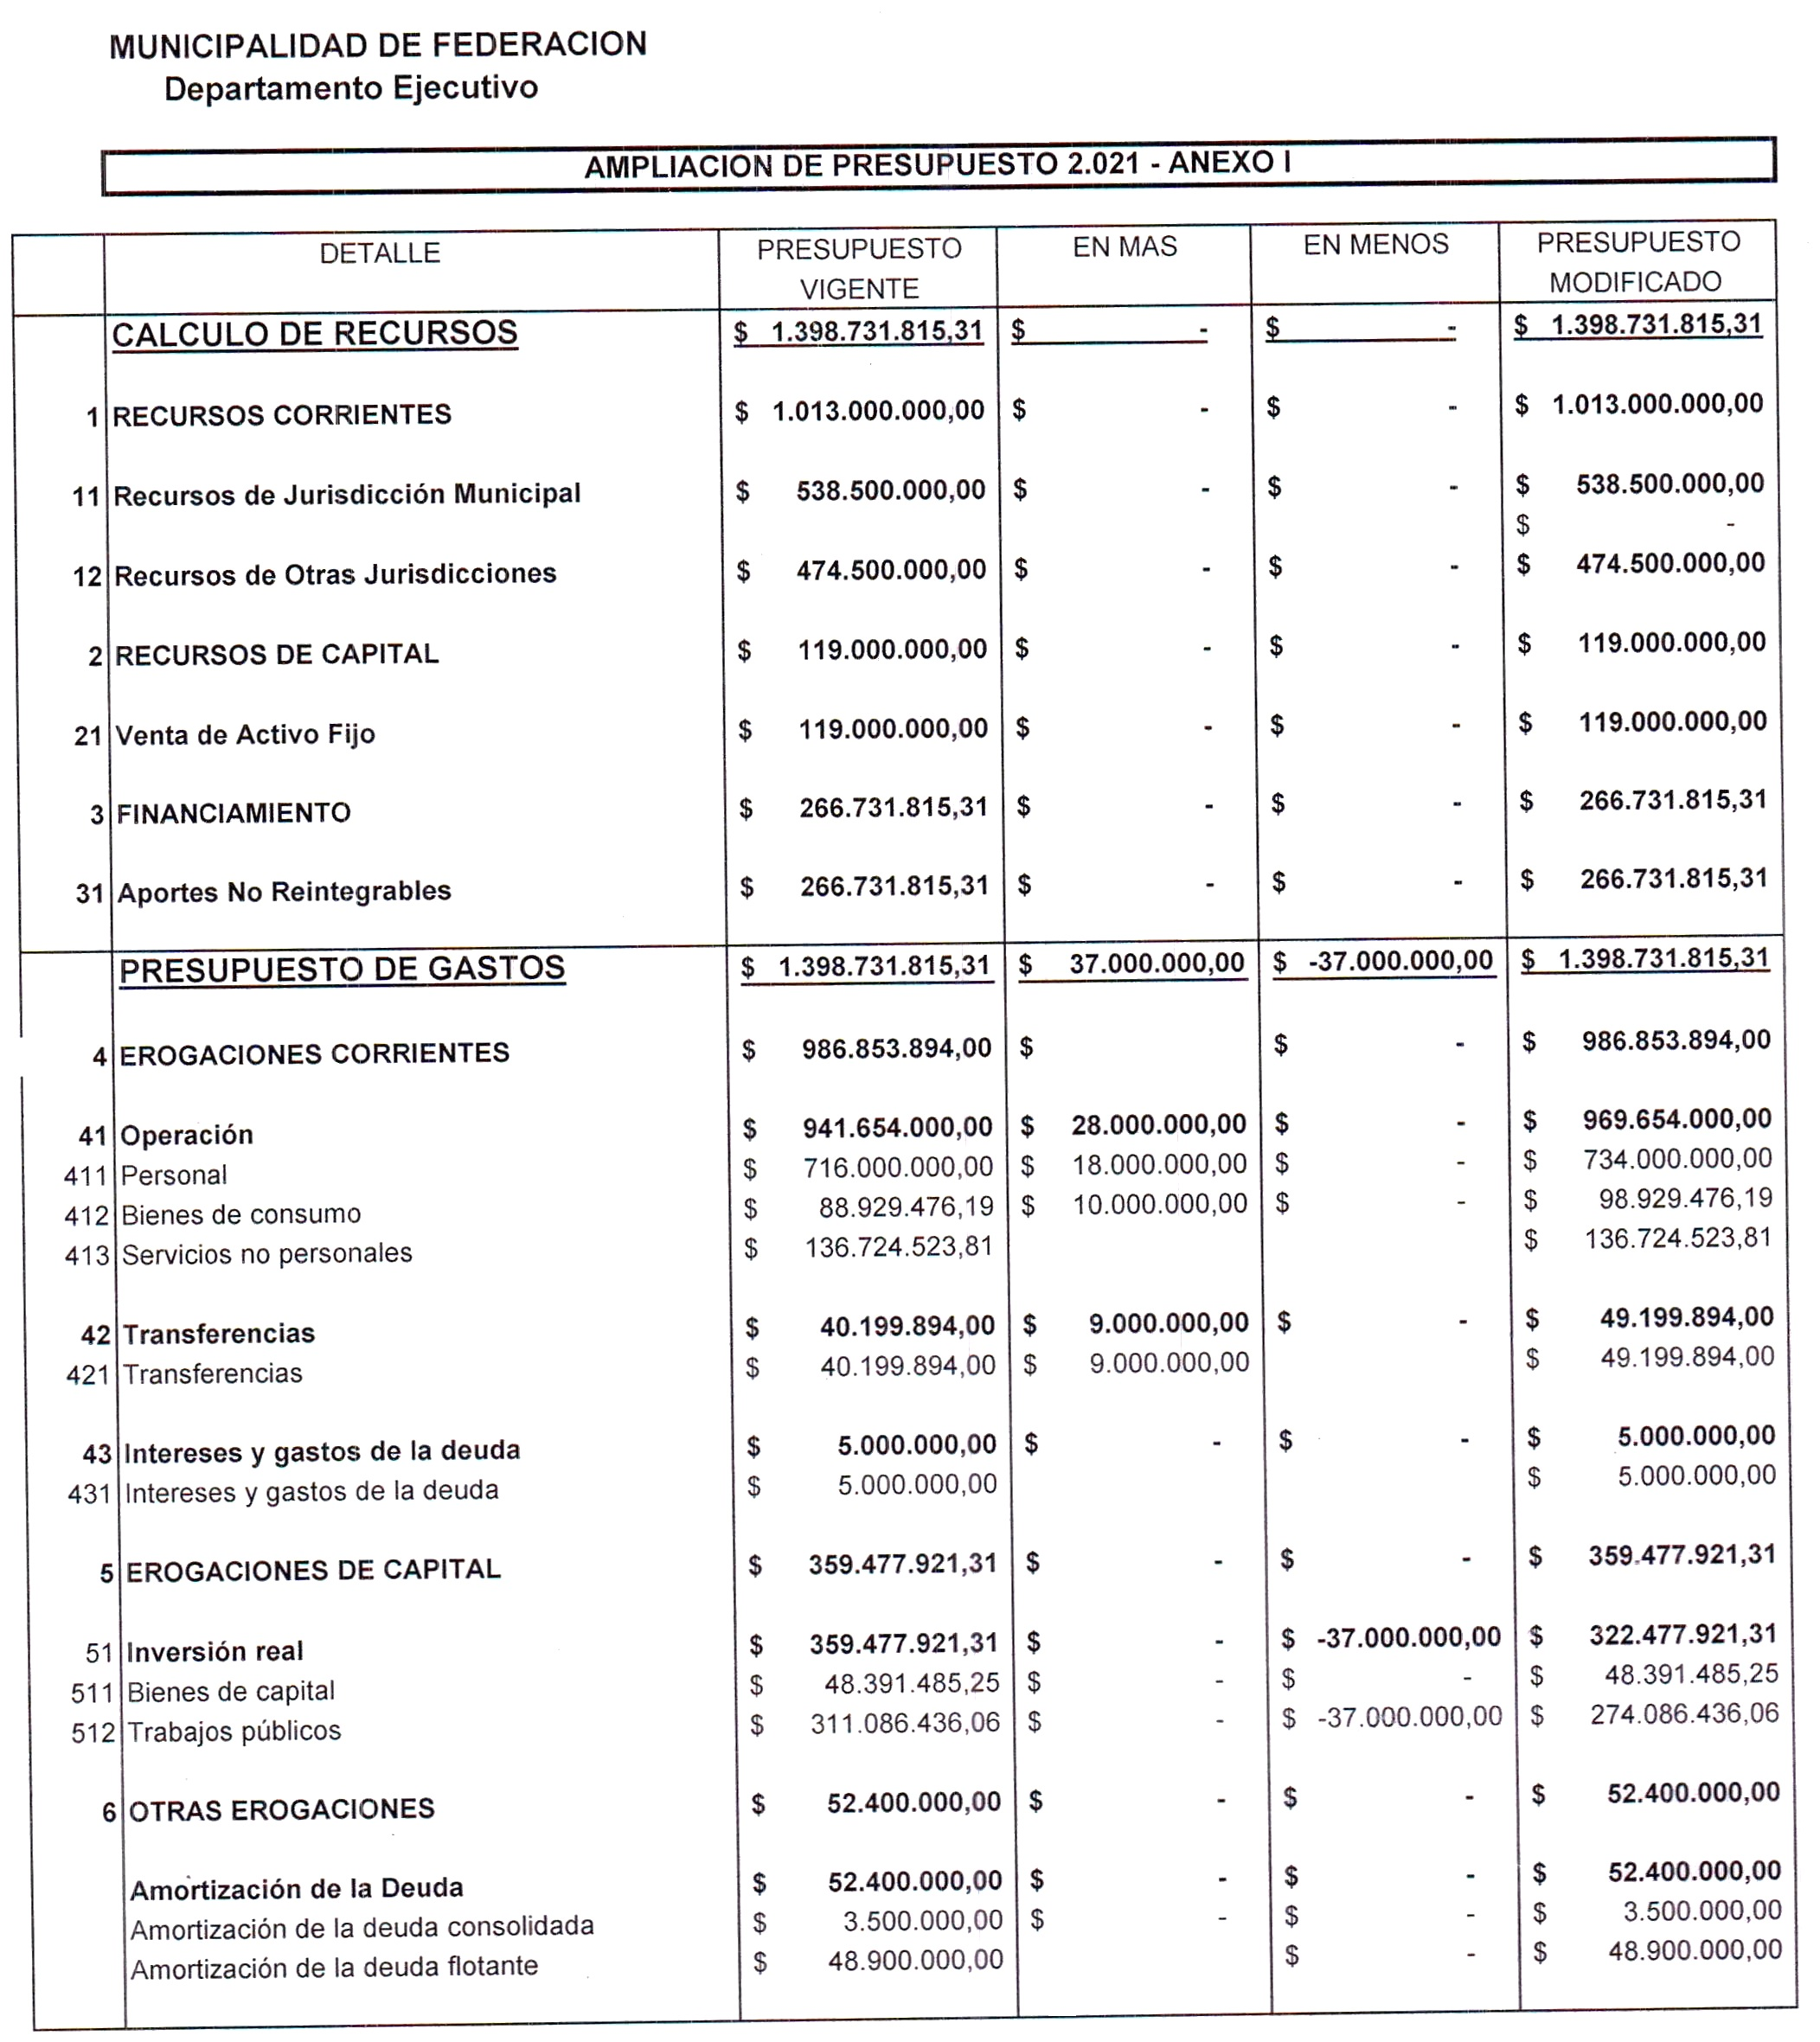 MUNICIPALIDAD DE FEDERACION
Departamento Ejecutivo
AMPLIACION DE PRESUPUESTO 2.021 - ANEXO I
DETALLE PRESUPUESTO VIGENTE EN MAS EN MENOS PRESUPUESTO MODIFICADO
CALCULO DE RECURSOS $ 1.398.731.815,31 $ - $ - $ 1.398.731.815,31
1 RECURSOS CORRIENTES $ 1.013.000.000,00 $ - $ - $ 1.013.000.000,00
11 Recursos de Jurisdicción Municipal $ 538.500.000,00 $ - $ - $ 538.500.000,00
$ -
12 Recursos de Otras Jurisdicciones $ 474.500.000,00 $ - $ - $ 474.500.000,00
2 RECURSOS DE CAPITAL $ 119.000.000,00 $ - $ - $ 119.000.000,00
21 Venta de Activo Fijo $ 119.000.000,00 $ - $ - $ 119.000.000,00
3 FINANCIAMIENTO $ 266.731.815,31 $ - $ - $ 266.731.815,31
31 Aportes No Reintegrables $ 266.731.815,31 $ - $ - $ 266.731.815,31
PRESUPUESTO DE GASTOS $ 1.398.731.815,31 $ 37.000.000,00 $ -37.000.000,00 $ 1.398.731.815,31
4 EROGACIONES CORRIENTES $ 986.853.894,00 $ $ - $ 986.853.894,00
41 Operación $ 941.654.000,00 $ 28.000.000,00 $ - $ 969.654.000,00
411 Personal $ 716.000.000,00 $ 18.000.000,00 $ - $ 734.000.000,00
412 Bienes de consumo $ 88.929.476,19 $ 10.000.000,00 $ - $ 98.929.476,19
413 Servicios no personales $ 136.724.523,81 $ 136.724.523,81
42 Transferencias $ 40.199.894,00 $ 9.000.000,00 $ - $ 49.199.894,00
421 Transferencias $ 40.199.894,00 $ 9.000.000,00 $ 49.199.894,00
43 Intereses y gastos de la deuda $ 5.000.000,00 $ - $ - $ 5.000.000,00
431 Intereses y gastos de la deuda $ 5.000.000,00 $ 5.000.000,00
5 EROGACIONES DE CAPITAL $ 359.477.921,31 $ - $ - $ 359.477.921,31
51 Inversión real $ 359.477.921,31 $ - $ -37.000.000,00 $ 322.477.921,31
511 Bienes de capital $ 48.391.485,25 $ - $ - $ 48.391.485,25
512 Trabajos públicos $ 311.086.436,06 $ - $ -37.000.000,00 $ 274.086.436,06
6 OTRAS EROGACIONES $ 52.400.000,00 $ - $ - $ 52.400.000,00
Amortización de la Deuda $ 52.400.000,00 $ - $ - $ 52.400.000,00
Amortización de la deuda consolidada $ 3.500.000,00 $ - $ - $ 3.500.000,00
Amortización de la deuda flotante $ 48.900.000,00 $ - $ 48.900.000,00